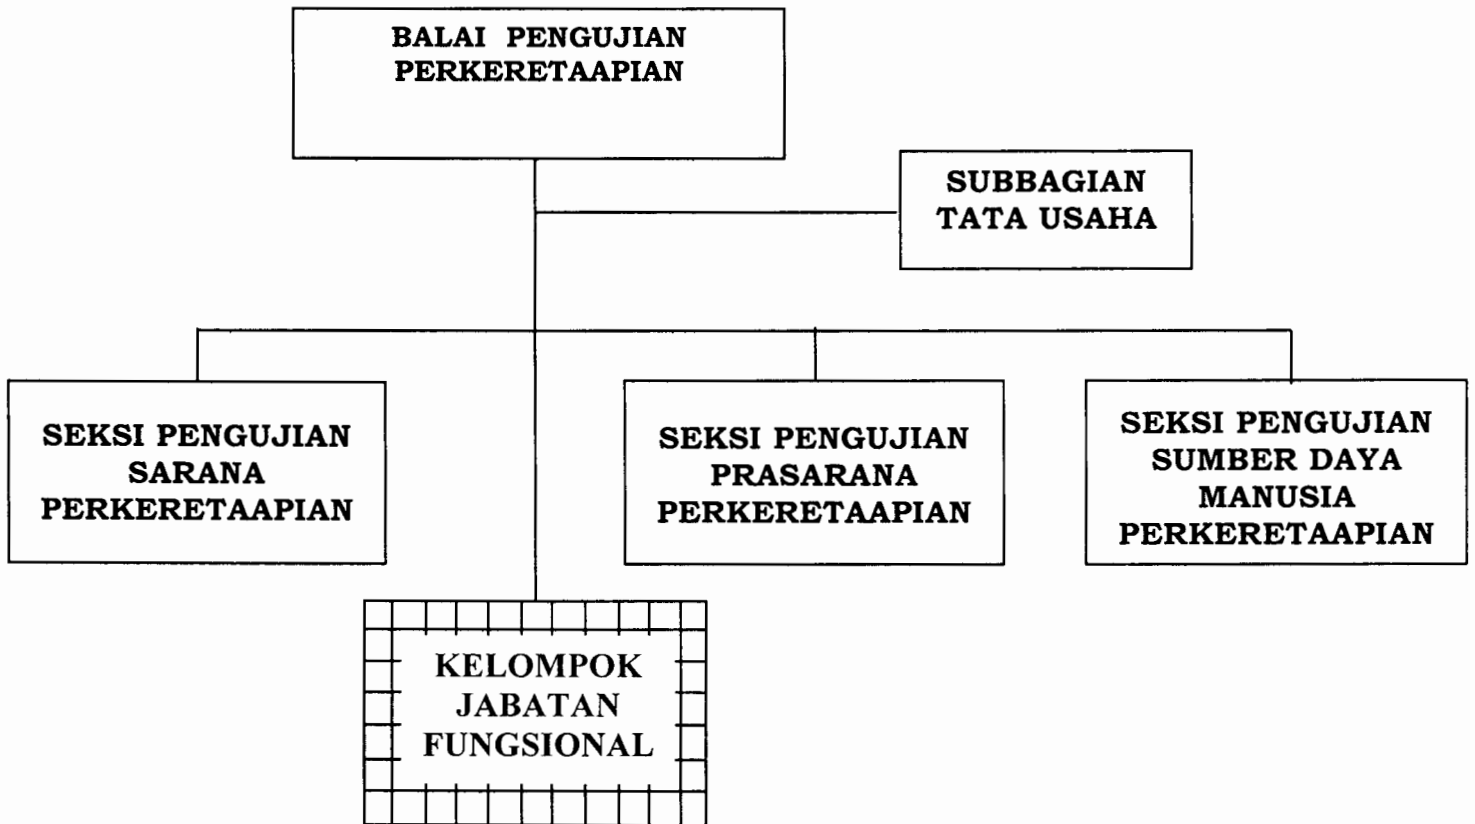 BALAI PENGUJIAN
PERKERETAAPIAN
SUBBAGIAN
TATA USAHA
SEKSI PENGUJIAN
SARANA
PERKERETAAPIAN
SEKSI PENGUJIAN
PRASARANA
PERKERETAAPIAN
SEKSI PENGUJIAN
SUMBER DAYA
MANUSIA
PERKERETAAPIAN
KELOMPOK
JABATAN
FUNGSIONAL